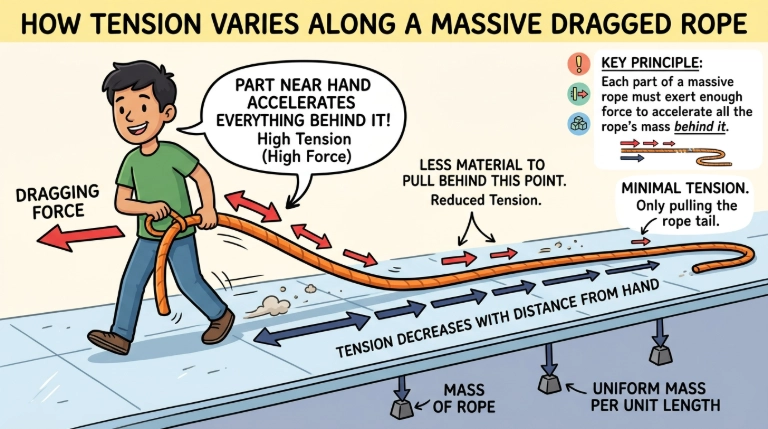 HOW TENSION VARIES ALONG A MASSIVE DRAGGED ROPE
PART NEAR HAND
ACCELERATES
EVERYTHING BEHIND IT!
High Tension
(High Force)
KEY PRINCIPLE:
Each part of a massive
rope must exert enough
force to accelerate all the
rope's mass behind it.
DRAGGING
FORCE
LESS MATERIAL TO
PULL BEHIND THIS POINT.
Reduced Tension.
MINIMAL TENSION.
Only pulling the
rope tail.
TENSION DECREASES WITH DISTANCE FROM HAND
MASS
OF ROPE
UNIFORM MASS
PER UNIT LENGTH